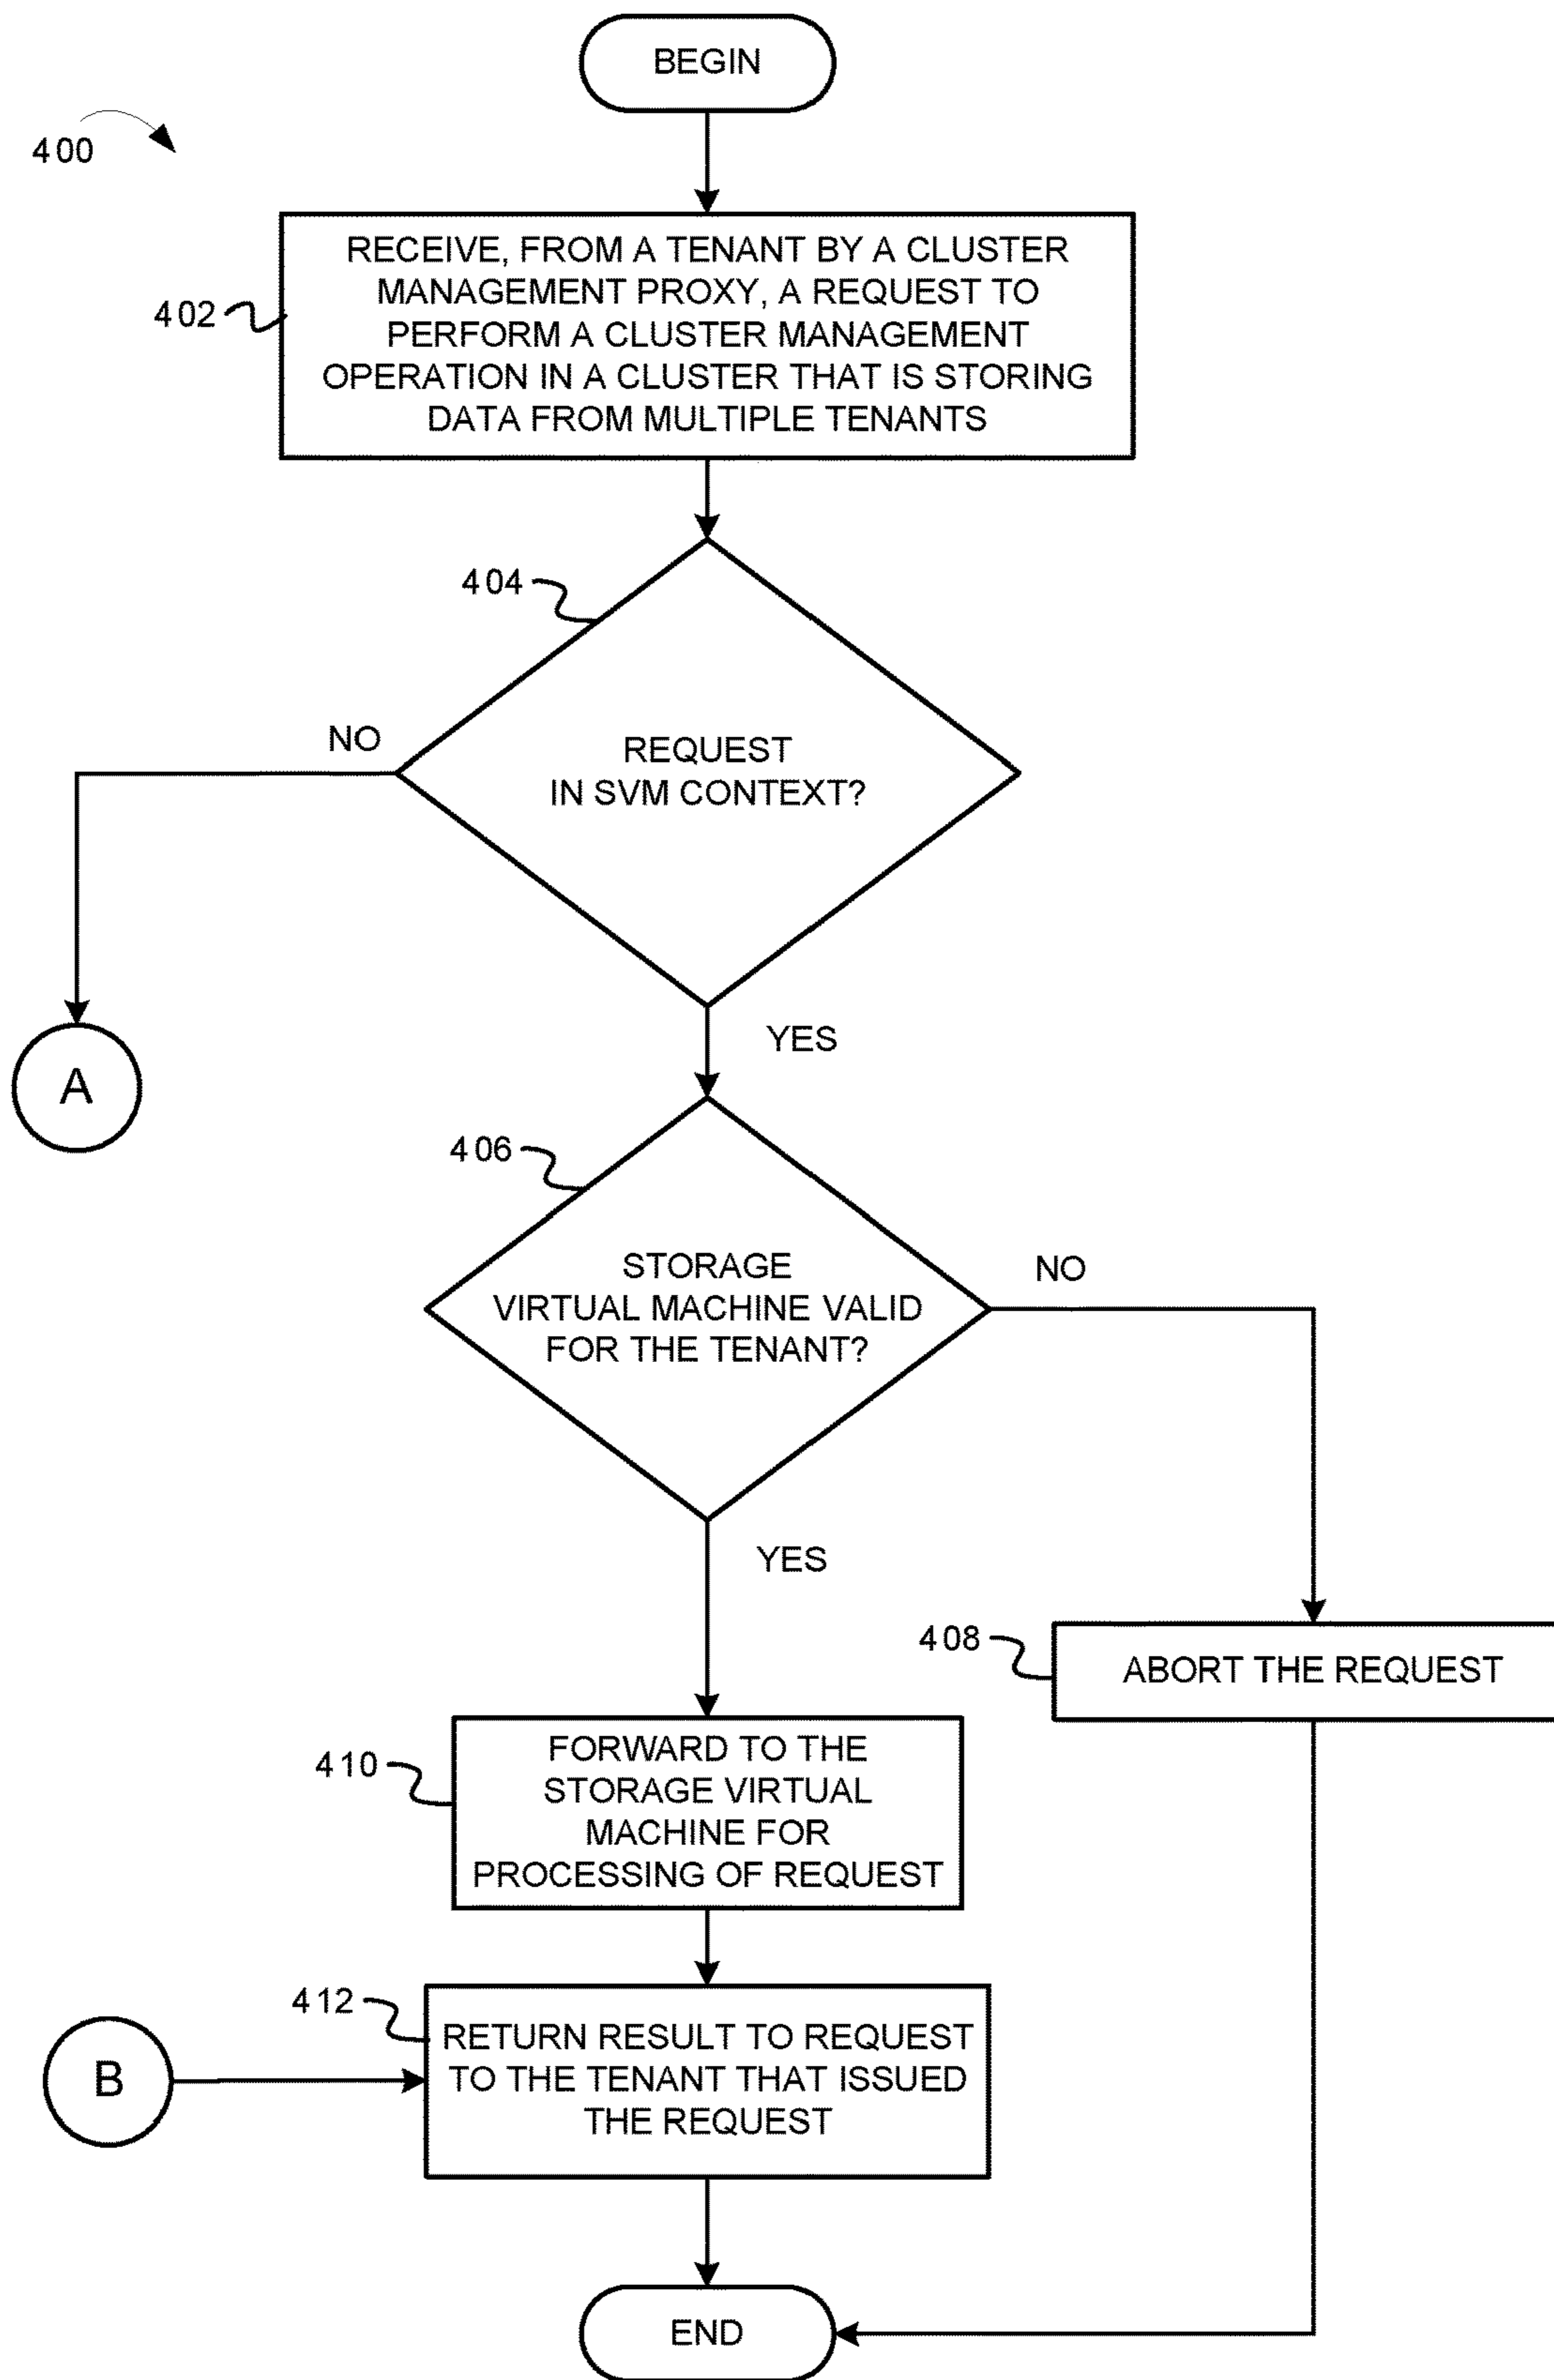 BEGIN
400
RECEIVE, FROM A TENANT BY A CLUSTER
MANAGEMENT PROXY, A REQUEST TO
402
PERFORM A CLUSTER MANAGEMENT
OPERATION IN A CLUSTER THAT IS STORING
DATA FROM MULTIPLE TENANTS
404
NO
REQUEST
IN SVM CONTEXT?
YES
A
406
STORAGE
VIRTUAL MACHINE VALID
FOR THE TENANT?
NO
YES
408
ABORT THE REQUEST
410
FORWARD TO THE
STORAGE VIRTUAL
MACHINE FOR
PROCESSING OF REQUEST
412
RETURN RESULT TO REQUEST
TO THE TENANT THAT ISSUED
THE REQUEST
B
END